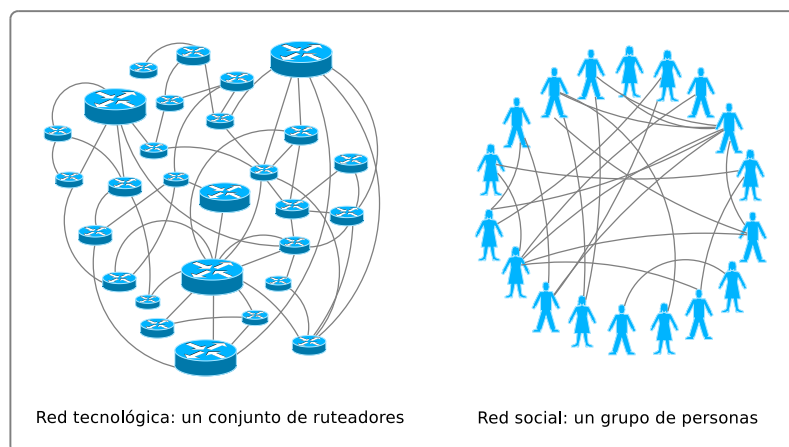 Red tecnológica: un conjunto de ruteadores
Red social: un grupo de personas